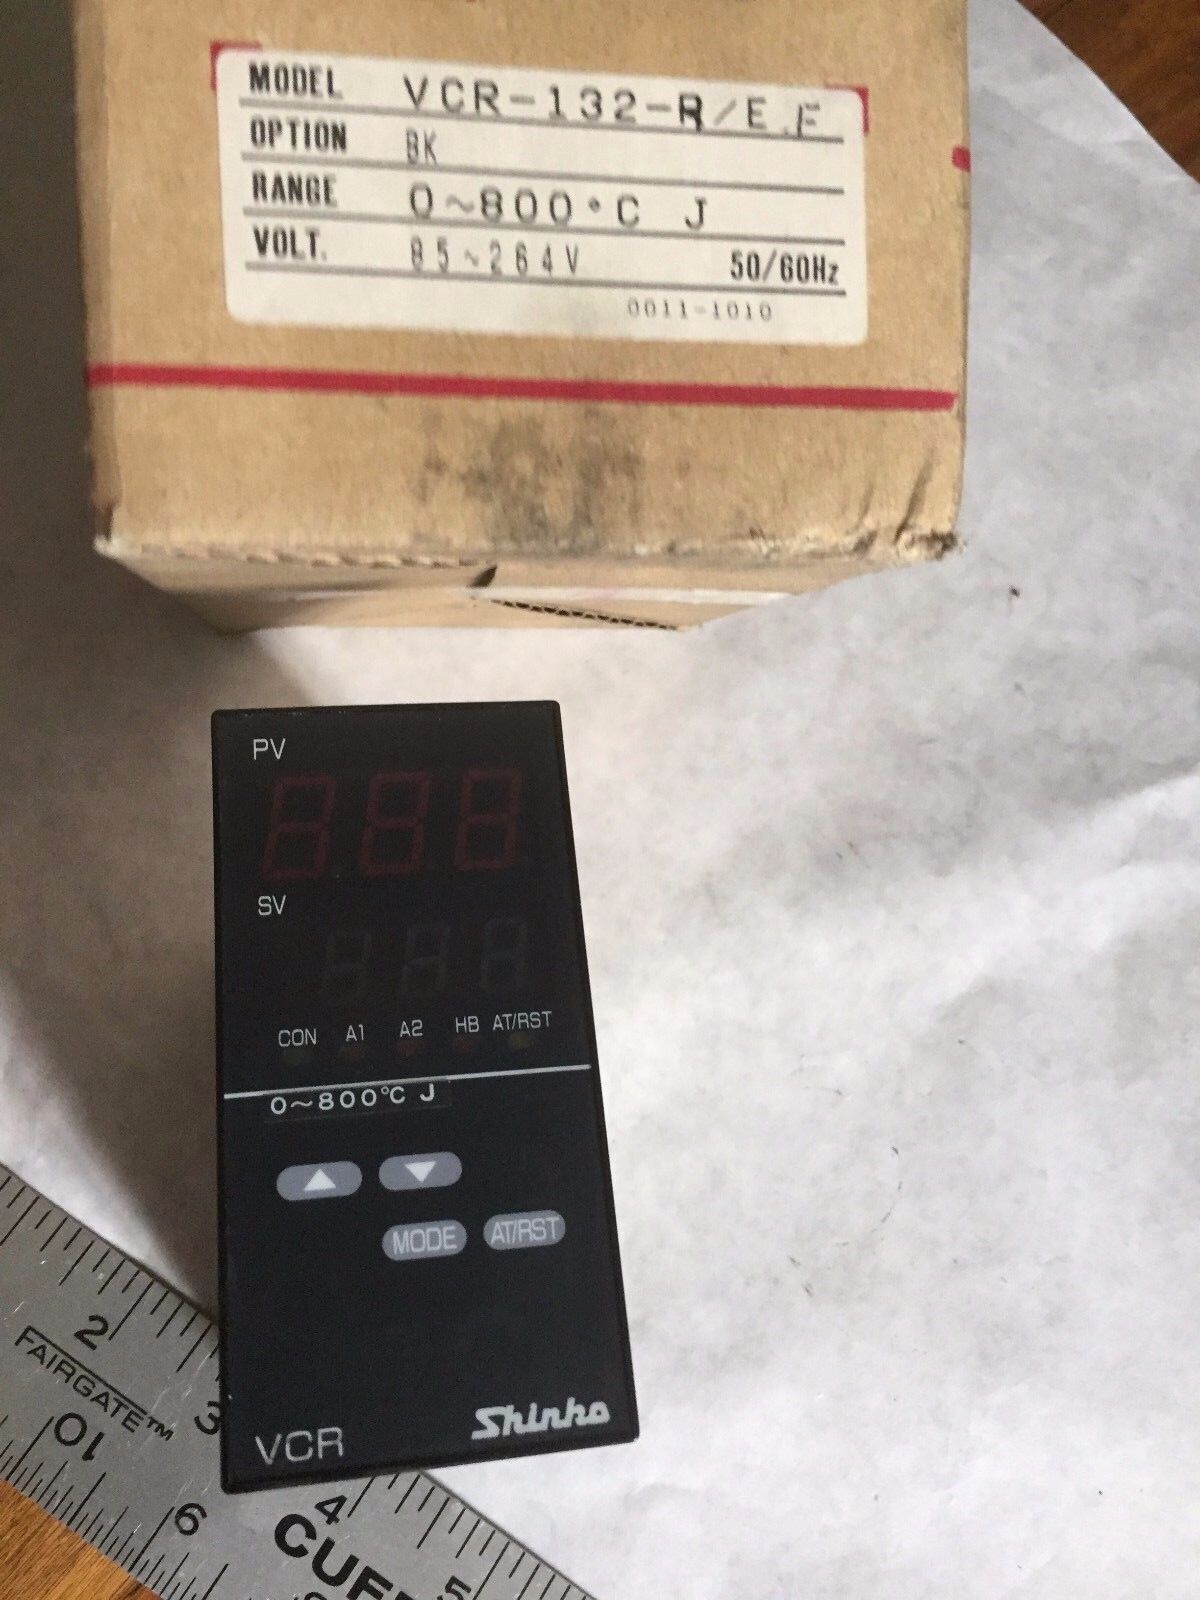 MODEL VCR-132-R/E.F
OPTION BK
RANGE 0~800°C J
VOLT. 85~264V 50/60Hz
0011-1010
PV
888
SV
CON A1 A2 HB AT/RST
0~800°C J
MODE AT/RST
VCR Shinko
2
FAIRGATE™
3
10
6
4
5